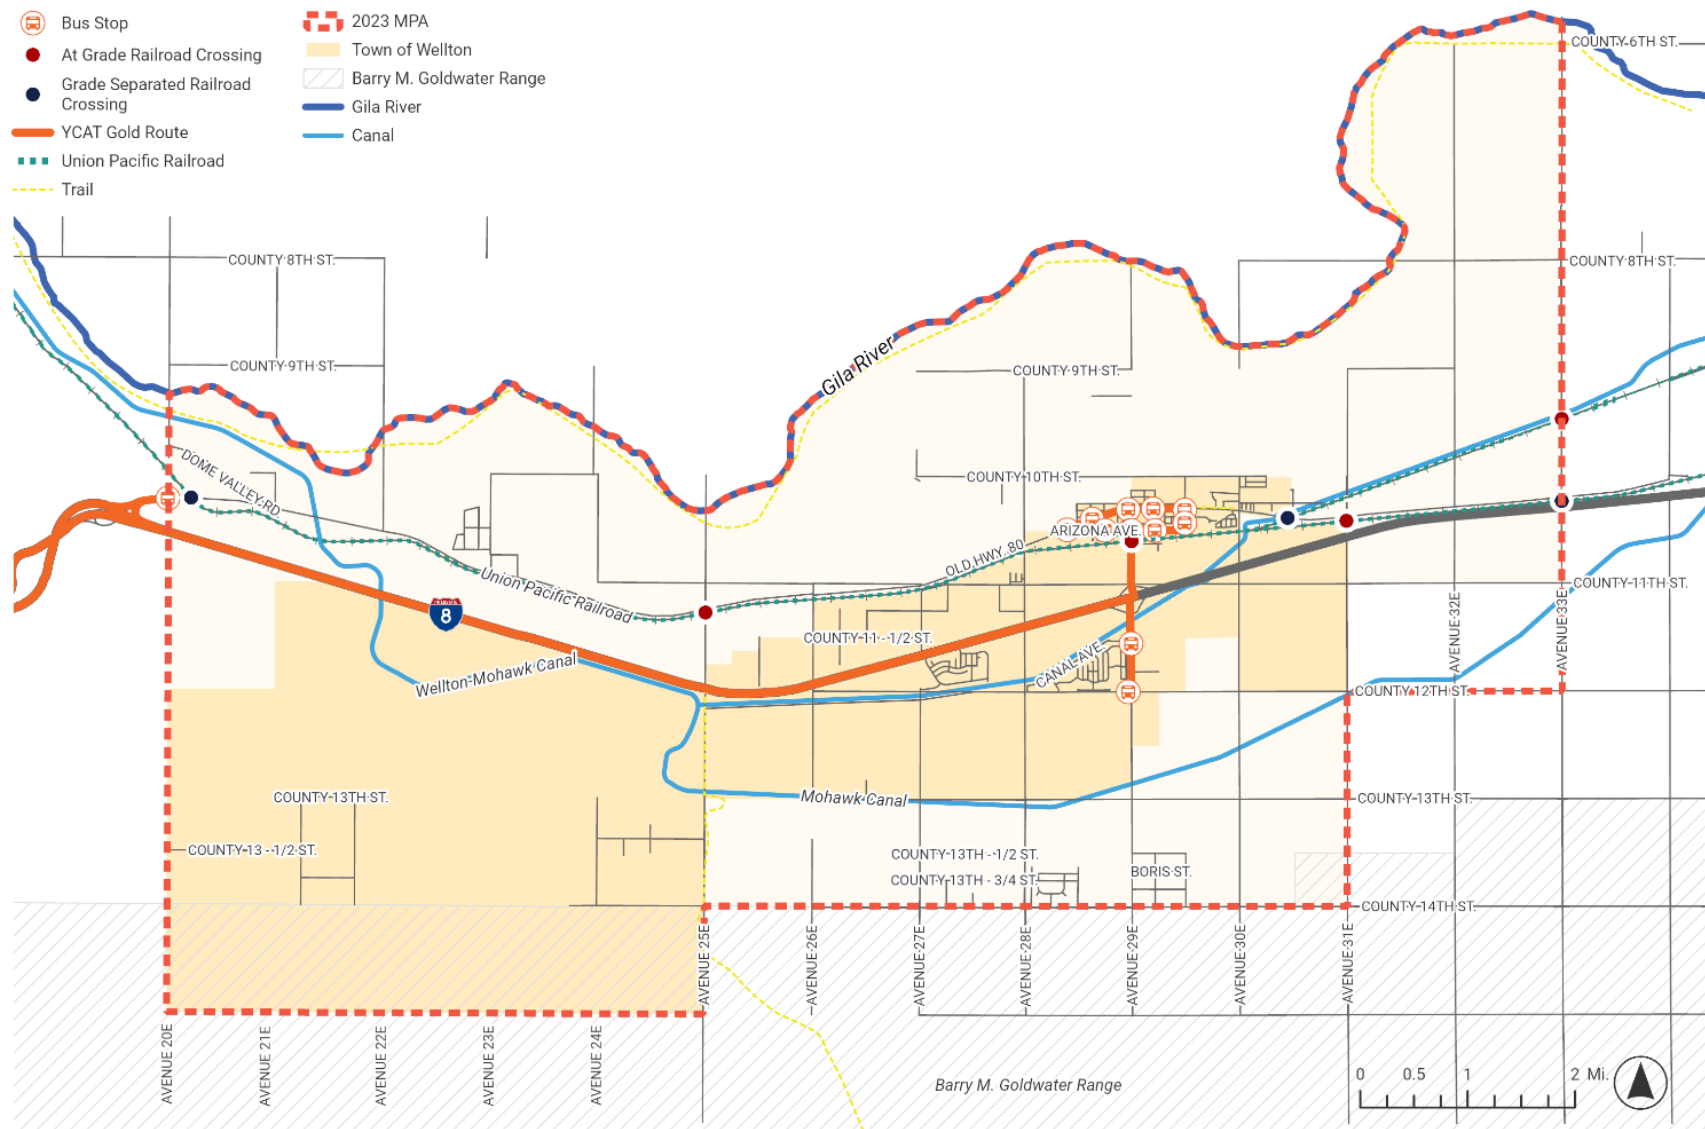 Bus Stop
At Grade Railroad Crossing
Grade Separated Railroad
Crossing
YCAT Gold Route
Union Pacific Railroad
Trail
2023 MPA
Town of Wellton
Barry M. Goldwater Range
Gila River
Canal
COUNTY 6TH ST.
COUNTY 8TH ST.
COUNTY 8TH ST.
COUNTY 9TH ST.
COUNTY 9TH ST.
Gila River
DOME VALLEY RD.
COUNTY 10TH ST.
ARIZONA AVE.
OLD HWY. 80
Union Pacific Railroad
8
COUNTY 11TH ST.
COUNTY 11 - 1/2 ST.
CANAL AVE.
Wellton-Mohawk Canal
COUNTY 12TH ST.
COUNTY 13TH ST.
Mohawk Canal
COUNTY 13TH ST.
COUNTY 13 - 1/2 ST.
COUNTY 13TH - 1/2 ST.
COUNTY 13TH - 3/4 ST.
BORIS ST.
COUNTY 14TH ST.
AVENUE 20E
AVENUE 21E
AVENUE 22E
AVENUE 23E
AVENUE 24E
AVENUE 25E
AVENUE 26E
AVENUE 27E
AVENUE 28E
AVENUE 29E
AVENUE 30E
AVENUE 31E
AVENUE 32E
AVENUE 33E
Barry M. Goldwater Range
0 0.5 1 2 Mi.